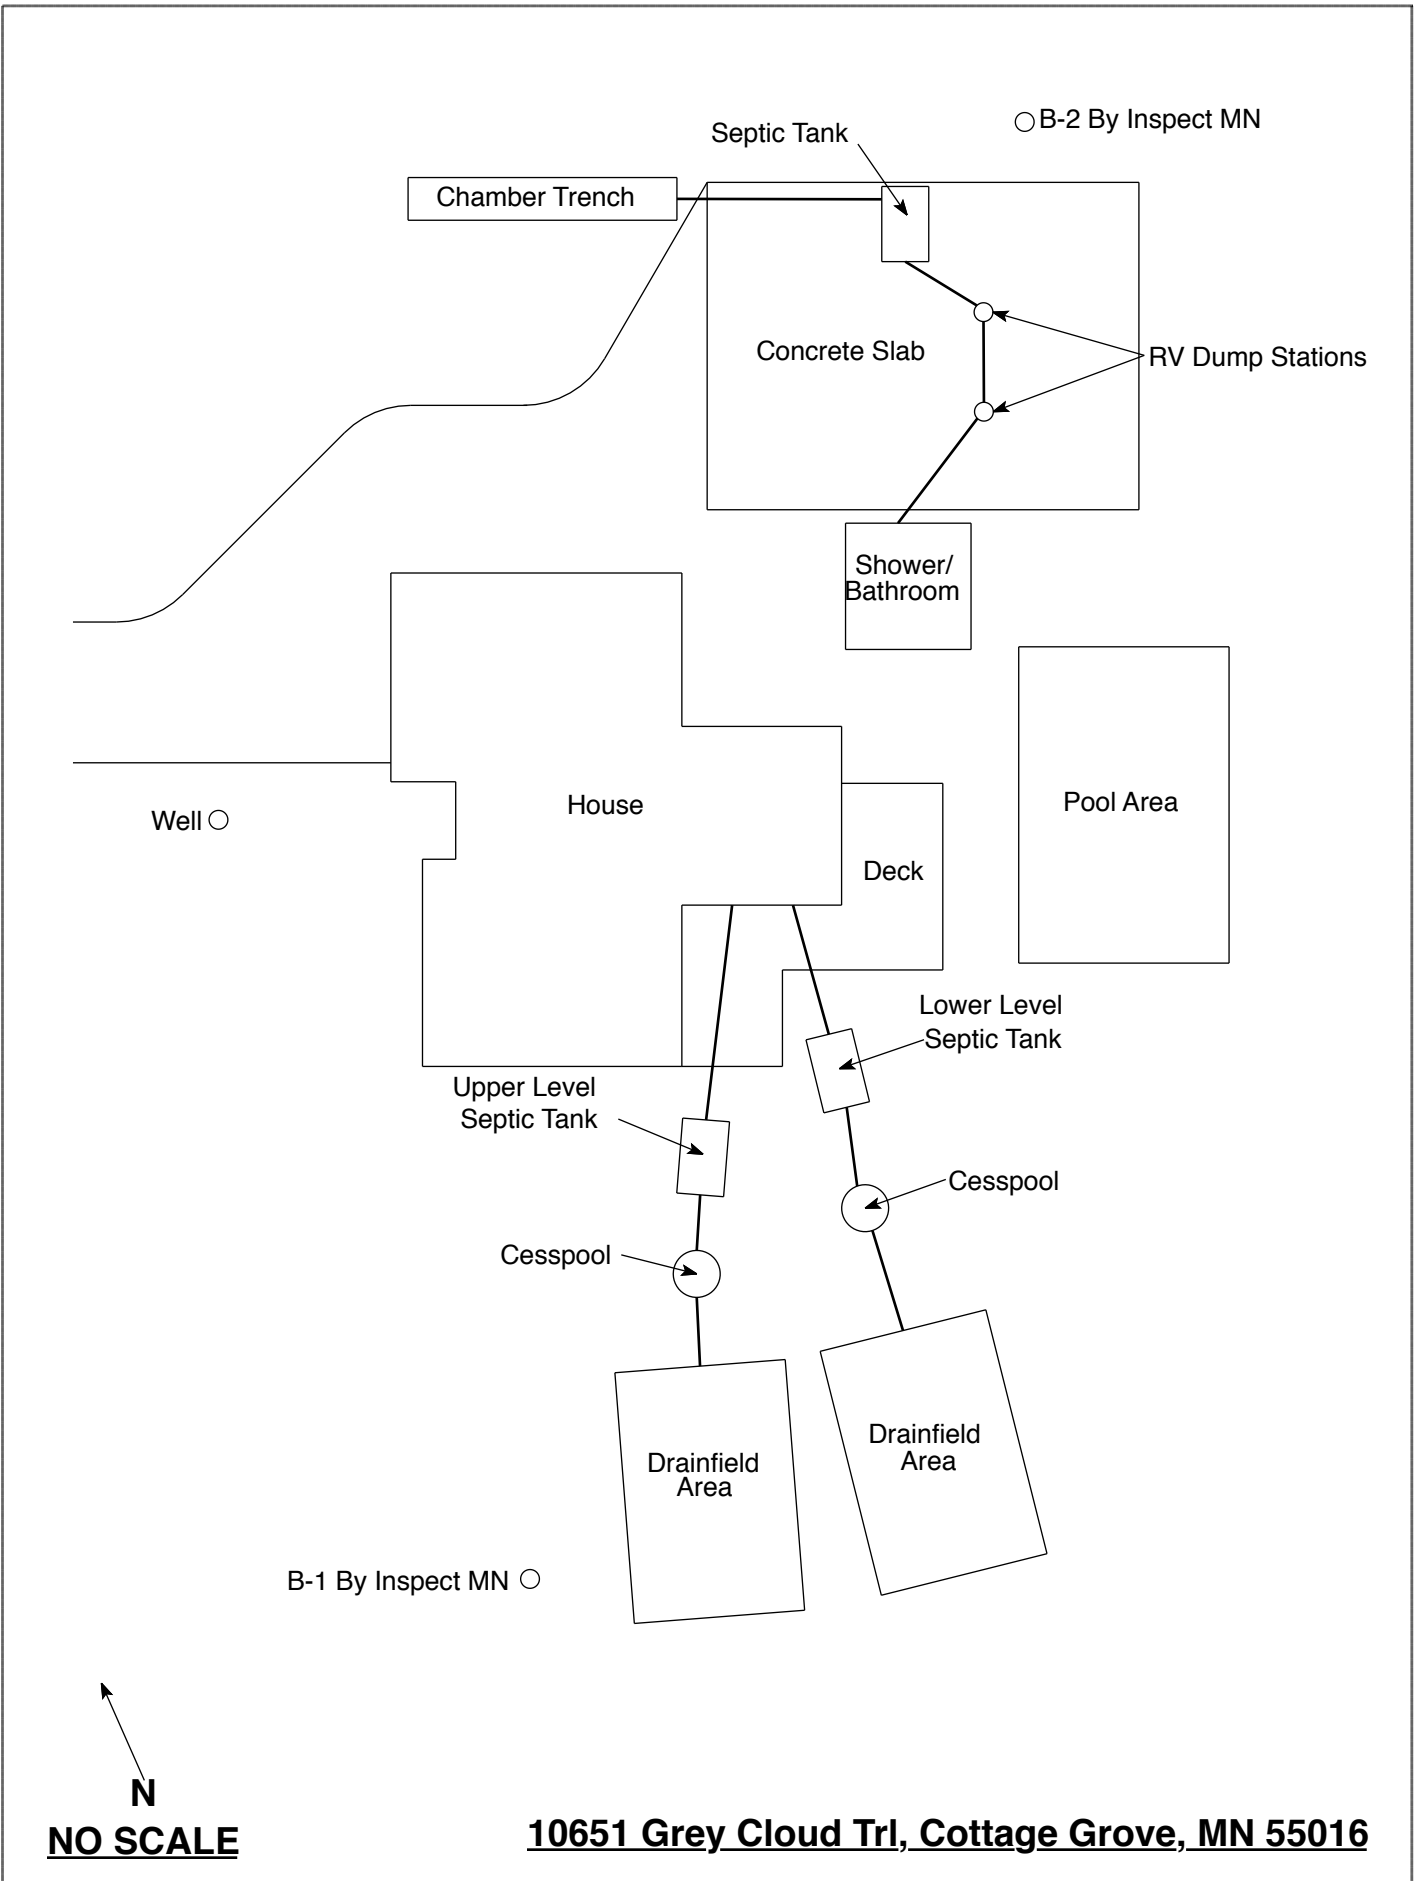 B-2 By Inspect MN
Septic Tank
Chamber Trench
Concrete Slab
RV Dump Stations
Shower/
Bathroom
House
Pool Area
Well
Deck
Lower Level
Septic Tank
Upper Level
Septic Tank
Cesspool
Cesspool
Drainfield
Area
Drainfield
Area
B-1 By Inspect MN
N
NO SCALE
10651 Grey Cloud Trl, Cottage Grove, MN 55016